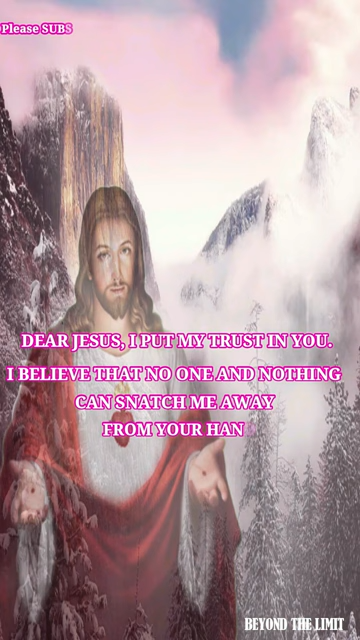 Please SUBS
DEAR JESUS, I PUT MY TRUST IN YOU.
I BELIEVE THAT NO ONE AND NOTHING
CAN SNATCH ME AWAY
FROM YOUR HAN
BEYOND THE LIMIT